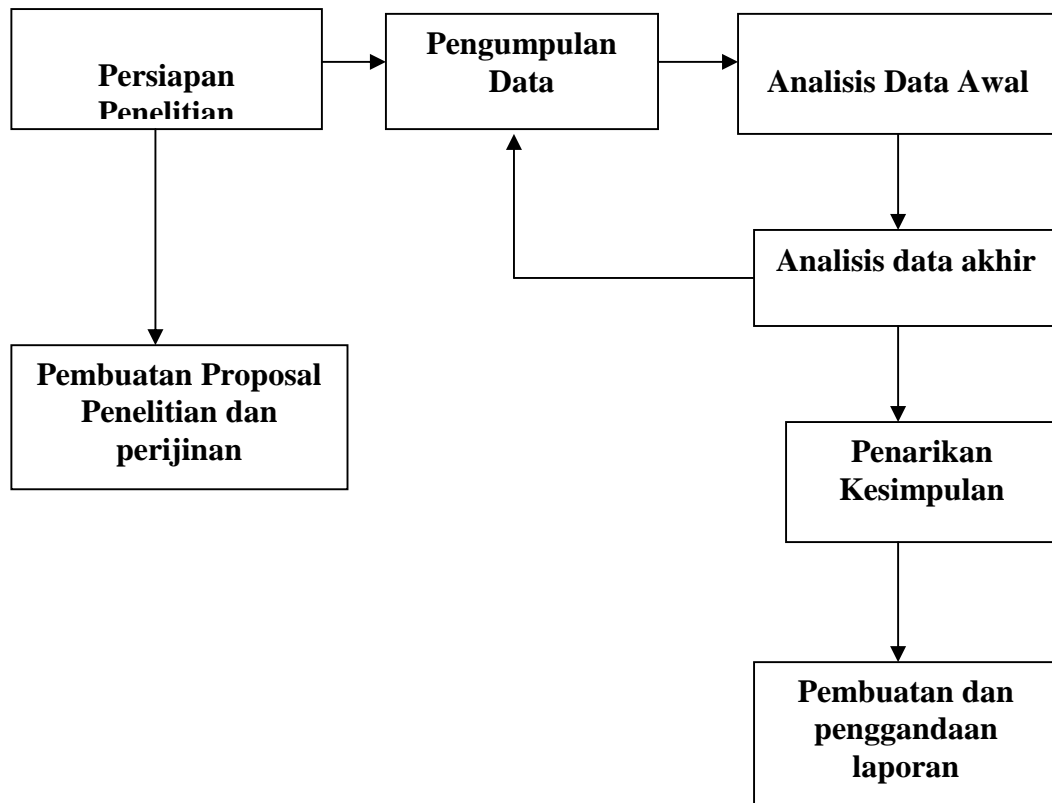 Persiapan
Penelitian
Pengumpulan
Data
Analisis Data Awal
Analisis data akhir
Pembuatan Proposal
Penelitian dan
perijinan
Penarikan
Kesimpulan
Pembuatan dan
penggandaan
laporan